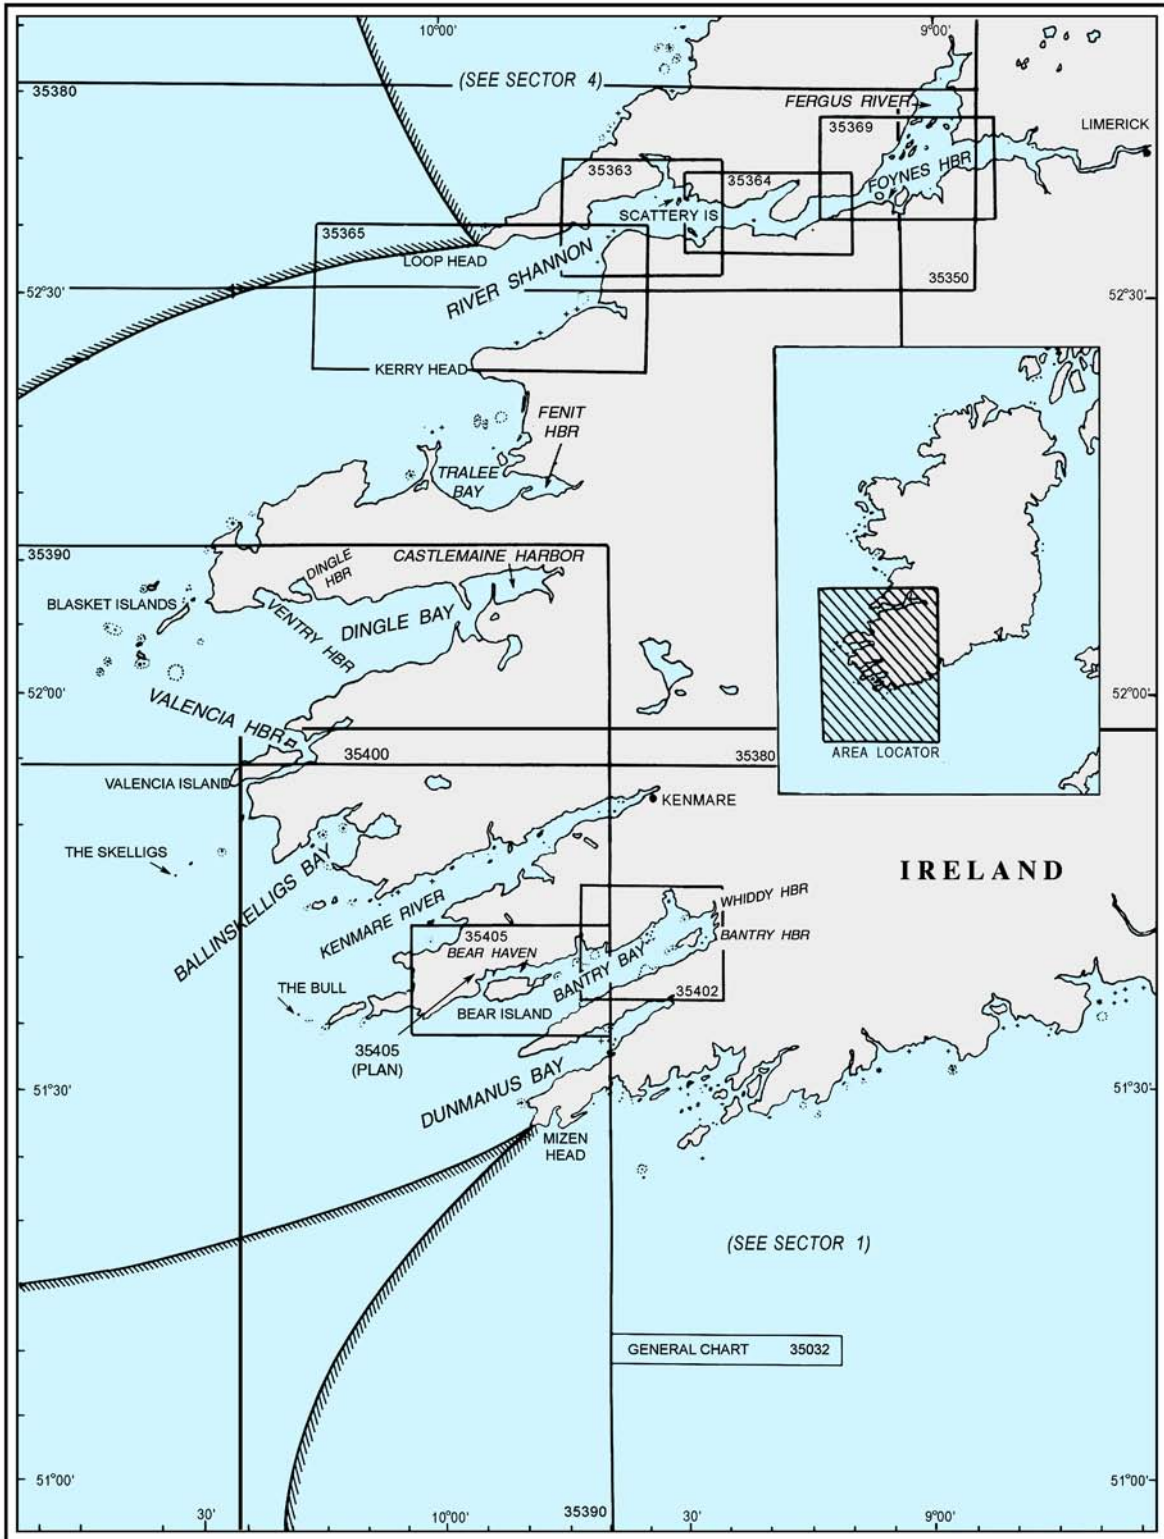 10°00'
9°00'
(SEE SECTOR 4)
35380
FERGUS RIVER
35369
LIMERICK
35363
35364
FOYNES HBR
SCATTERY IS
35365
LOOP HEAD
RIVER SHANNON
35350
52°30'
52°30'
KERRY HEAD
FENIT
HBR
TRALEE
BAY
35390
CASTLEMAINE HARBOR
DINGLE
HBR
BLASKET ISLANDS
VENTRY HBR
DINGLE BAY
52°00'
52°00'
VALENCIA HBR
AREA LOCATOR
35400
35380
VALENCIA ISLAND
KENMARE
THE SKELLIGS
IRELAND
BALLINSKELLIGS BAY
WHIDDY HBR
KENMARE RIVER
35405
BANTRY HBR
BEAR HAVEN
BANTRY BAY
THE BULL
35402
BEAR ISLAND
35405
(PLAN)
51°30'
51°30'
DUNMANUS BAY
MIZEN
HEAD
(SEE SECTOR 1)
GENERAL CHART 35032
51°00'
51°00'
30'
10°00'
35390
30'
9°00'